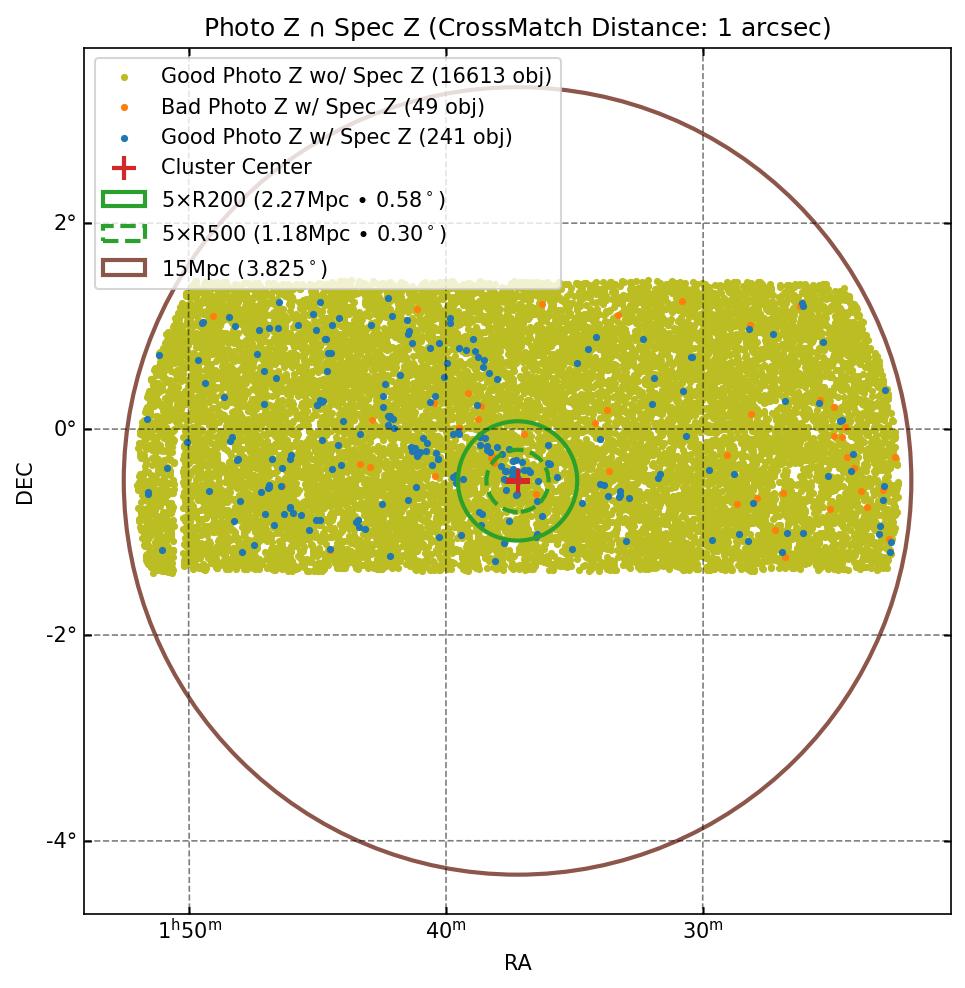 Photo Z ∩ Spec Z (CrossMatch Distance: 1 arcsec)
Good Photo Z wo/ Spec Z (16613 obj)
Bad Photo Z w/ Spec Z (49 obj)
Good Photo Z w/ Spec Z (241 obj)
Cluster Center
5×R200 (2.27Mpc • 0.58°)
5×R500 (1.18Mpc • 0.30°)
15Mpc (3.825°)
2°
0°
-2°
-4°
DEC
1ʰ50ᵐ 40ᵐ 30ᵐ
RA